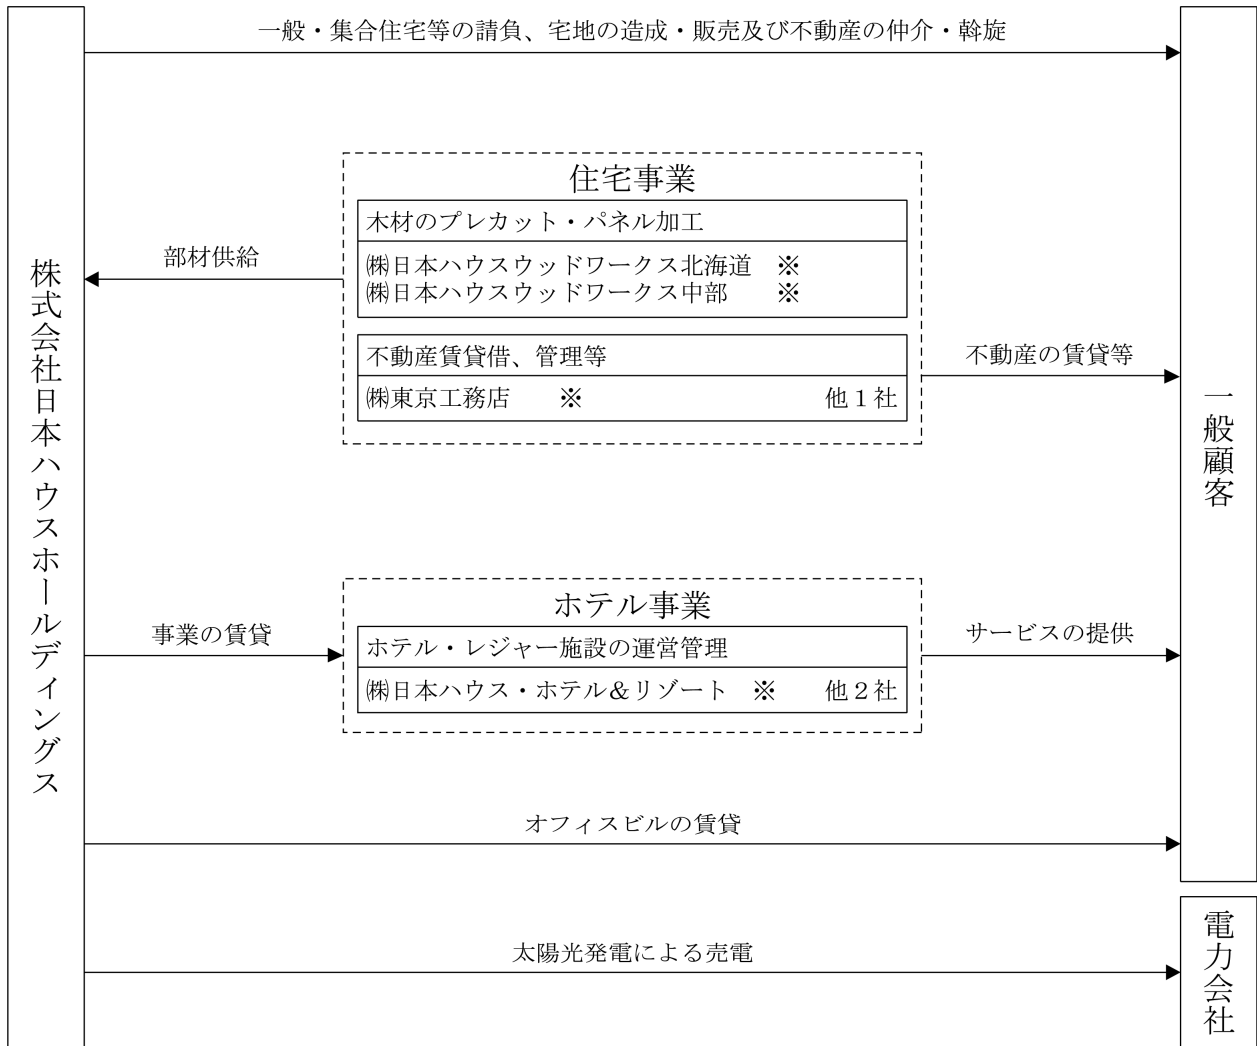 株式会社日本ハウスホールディングス
一般・集合住宅等の請負、宅地の造成・販売及び不動産の仲介・斡旋
住宅事業
木材のプレカット・パネル加工
㈱日本ハウスウッドワークス北海道 ※
㈱日本ハウスウッドワークス中部 ※
部材供給
不動産賃貸借、管理等
㈱東京工務店 ※ 他1社
不動産の賃貸等
一般顧客
ホテル事業
事業の賃貸
ホテル・レジャー施設の運営管理
㈱日本ハウス・ホテル&リゾート ※ 他2社
サービスの提供
オフィスビルの賃貸
太陽光発電による売電
電力会社